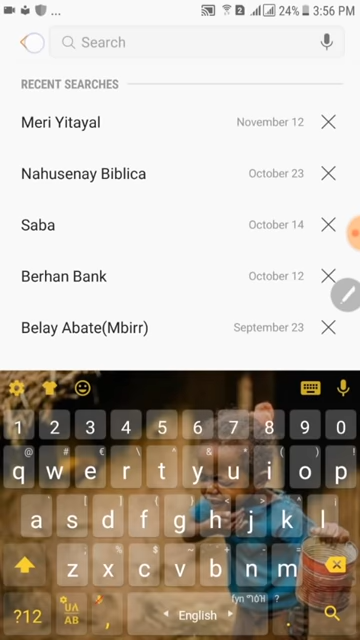 ... 2 24% 3:56 PM
Search
RECENT SEARCHES
Meri Yitayal November 12
Nahusenay Biblica October 23
Saba October 14
Berhan Bank October 12
Belay Abate(Mbirr) September 23
1 2 3 4 5 6 7 8 9 0
q w e r t y u i o p
a s d f g h j k l
z x c v b n m
?12 , English .